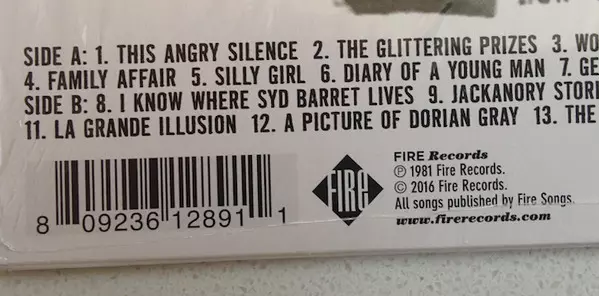 SIDE A: 1. THIS ANGRY SILENCE 2. THE GLITTERING PRIZES 3. WO
4. FAMILY AFFAIR 5. SILLY GIRL 6. DIARY OF A YOUNG MAN 7. GE
SIDE B: 8. I KNOW WHERE SYD BARRET LIVES 9. JACKANORY STORI
11. LA GRANDE ILLUSION 12. A PICTURE OF DORIAN GRAY 13. THE
8 09236 12891 1
FIRE
FIRE Records
℗ 1981 Fire Records.
© 2016 Fire Records.
All songs published by Fire Songs.
www.firerecords.com